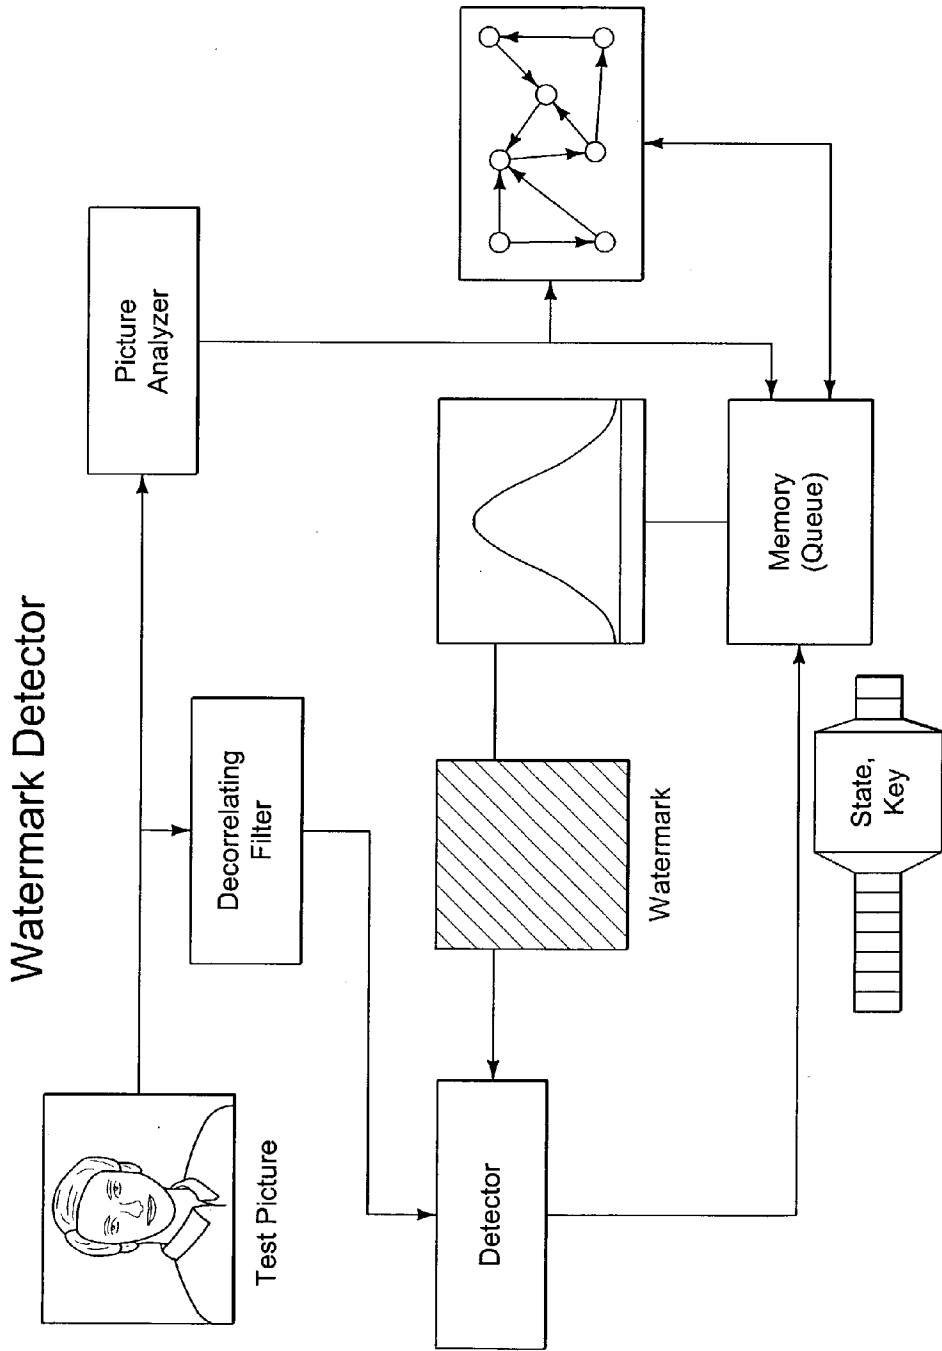 Watermark Detector
Test Picture
Decorrelating
Filter
Picture
Analyzer
Detector
Watermark
Memory
(Queue)
State,
Key